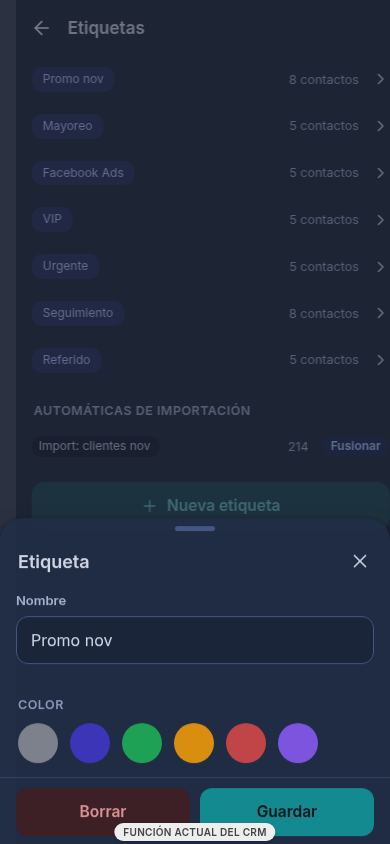 Etiquetas
Promo nov 8 contactos
Mayoreo 5 contactos
Facebook Ads 5 contactos
VIP 5 contactos
Urgente 5 contactos
Seguimiento 8 contactos
Referido 5 contactos
AUTOMÁTICAS DE IMPORTACIÓN
Import: clientes nov 214 Fusionar
+ Nueva etiqueta
Etiqueta
Nombre
Promo nov
COLOR
Borrar Guardar
FUNCIÓN ACTUAL DEL CRM